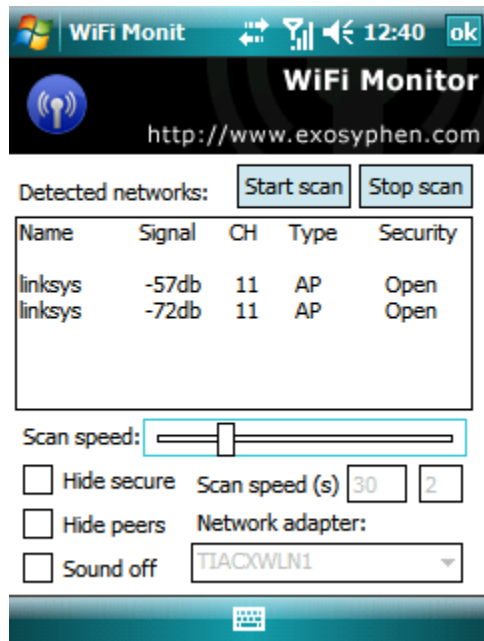 WiFi Monit 12:40 ok
WiFi Monitor
http://www.exosyphen.com
Detected networks: Start scan Stop scan
Name Signal CH Type Security
linksys -57db 11 AP Open
linksys -72db 11 AP Open
Scan speed:
Hide secure Scan speed (s) 30 2
Hide peers Network adapter:
Sound off TIACXWLN1